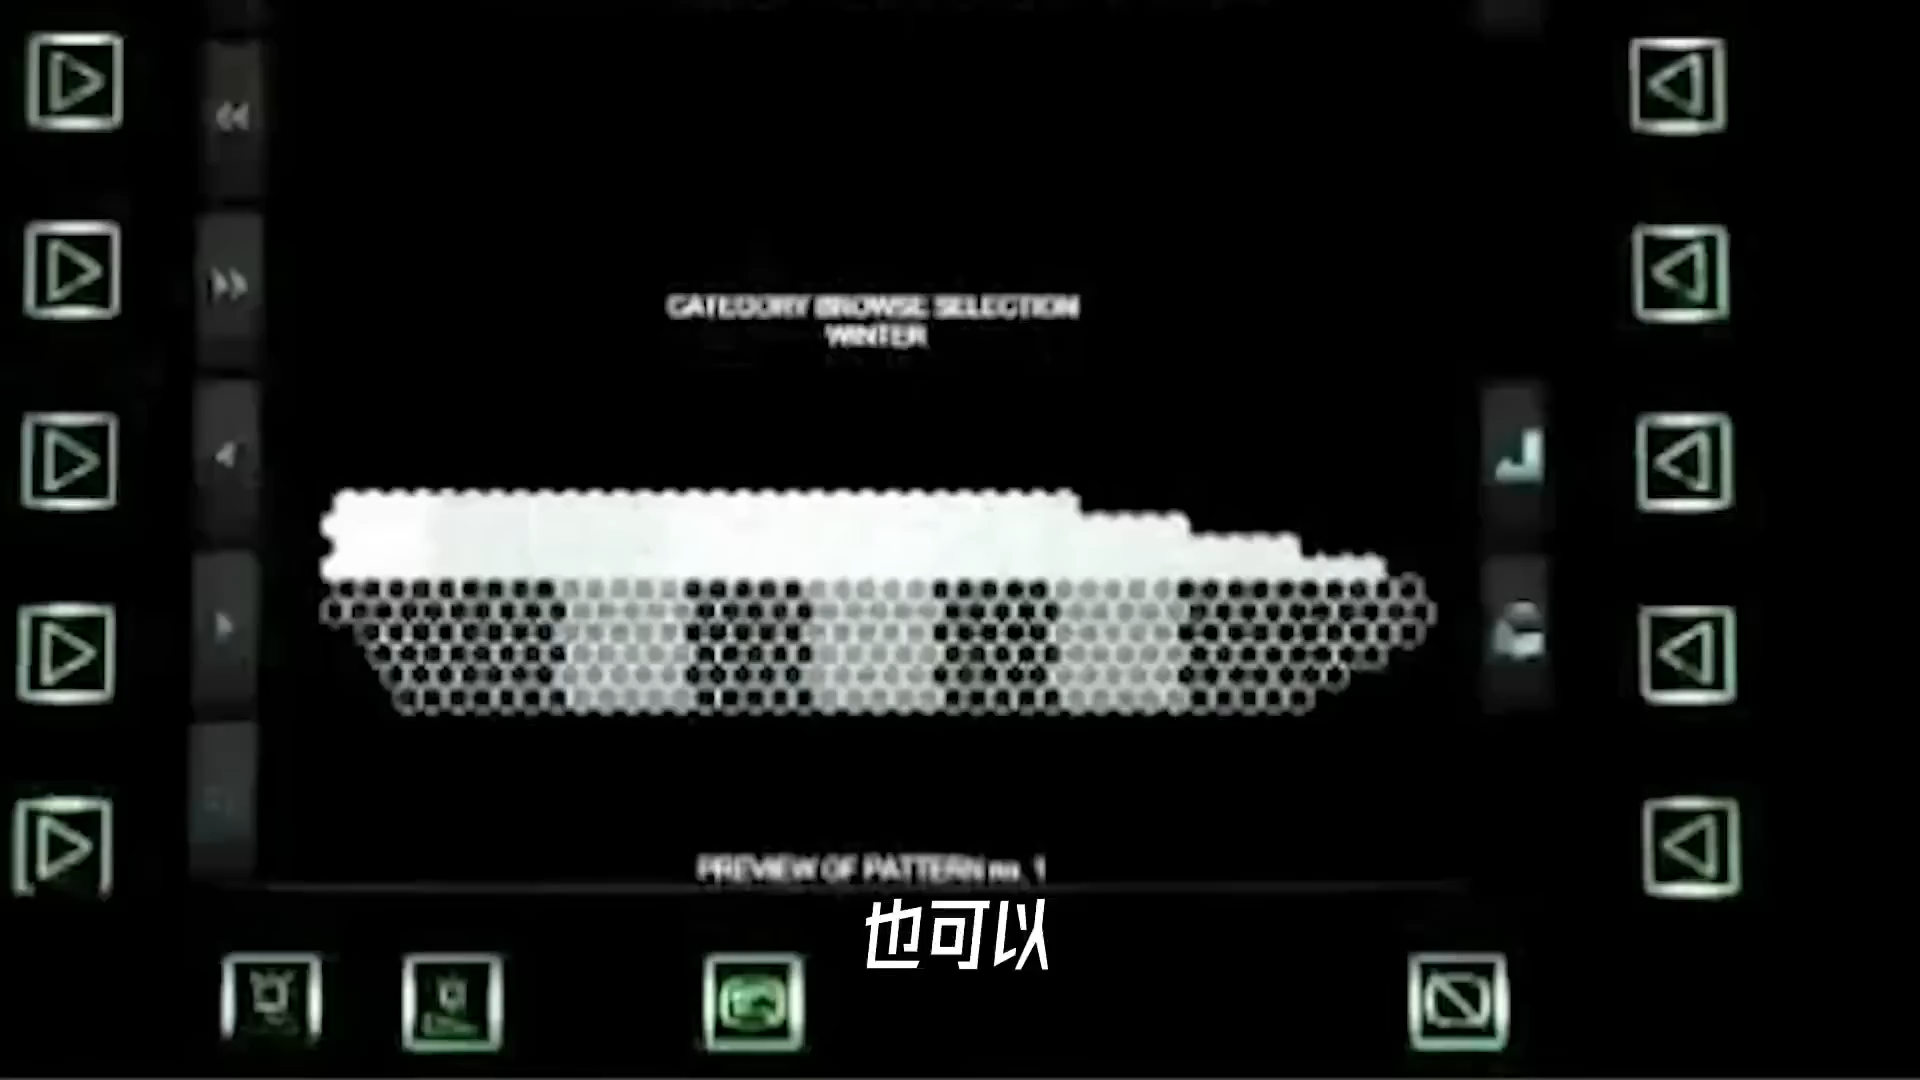 CATEGORY BROWSE SELECTION
WINTER
PREVIEW OF PATTERN no. 1
也可以